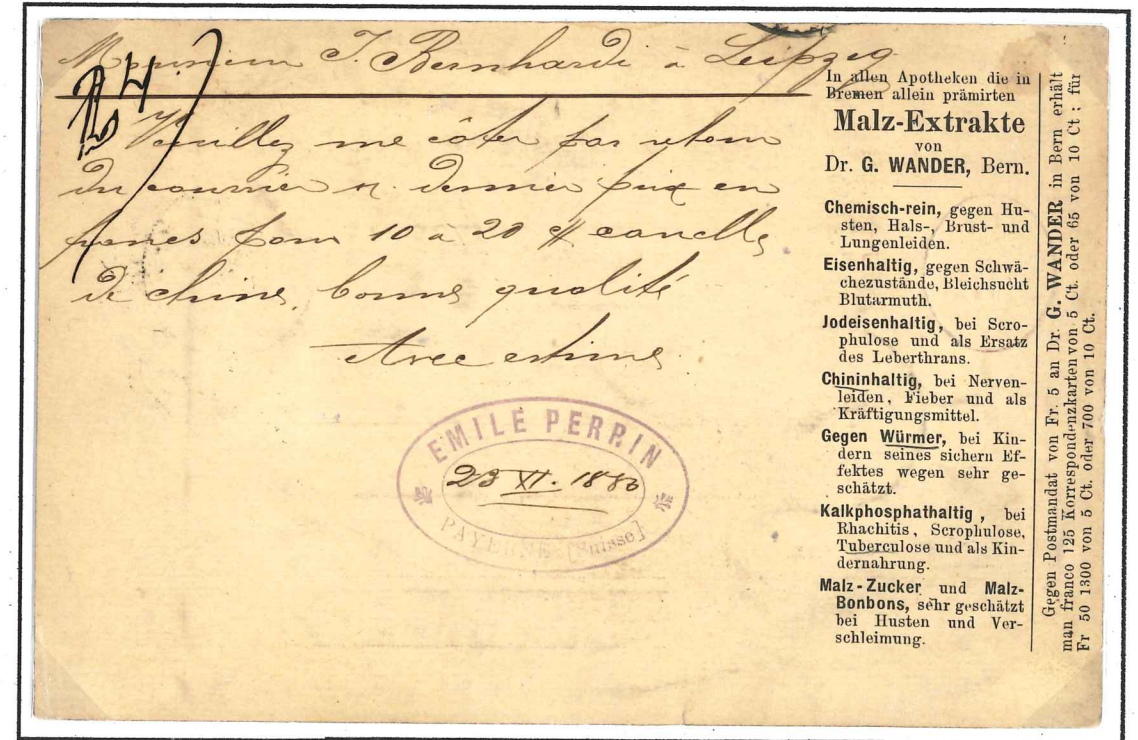 Monsieur J. Bernhardi à Leipzig
Veuillez me côter par retour
du courrier v. dernier prix en
francs pour 10 a 20 canelle
de chine, bonne qualité
Avec estime
EMILE PERRIN
23 XI. 1880
PAYERNE [Suisse]
In allen Apotheken die in
Bremen allein prämirten
Malz-Extrakte
von
Dr. G. WANDER, Bern.
Chemisch-rein, gegen Hu-
sten, Hals-, Brust- und
Lungenleiden.
Eisenhaltig, gegen Schwä-
chezustände, Bleichsucht
Blutarmuth.
Jodeisenhaltig, bei Scro-
phulose und als Ersatz
des Leberthrans.
Chininhaltig, bei Nerven-
leiden, Fieber und als
Kräftigungsmittel.
Gegen Würmer, bei Kin-
dern seines sichern Ef-
fektes wegen sehr ge-
schätzt.
Kalkphosphathaltig, bei
Rhachitis, Scrophulose,
Tuberculose und als Kin-
dernahrung.
Malz-Zucker und Malz-
Bonbons, sehr geschätzt
bei Husten und Ver-
schleimung.
Gegen Postmandat von Fr. 5 an Dr. G. WANDER in Bern erhält
man franco 125 Korrespondenzkarten von 5 Ct. oder 65 von 10 Ct; für
Fr 50 1300 von 5 Ct. oder 700 von 10 Ct.